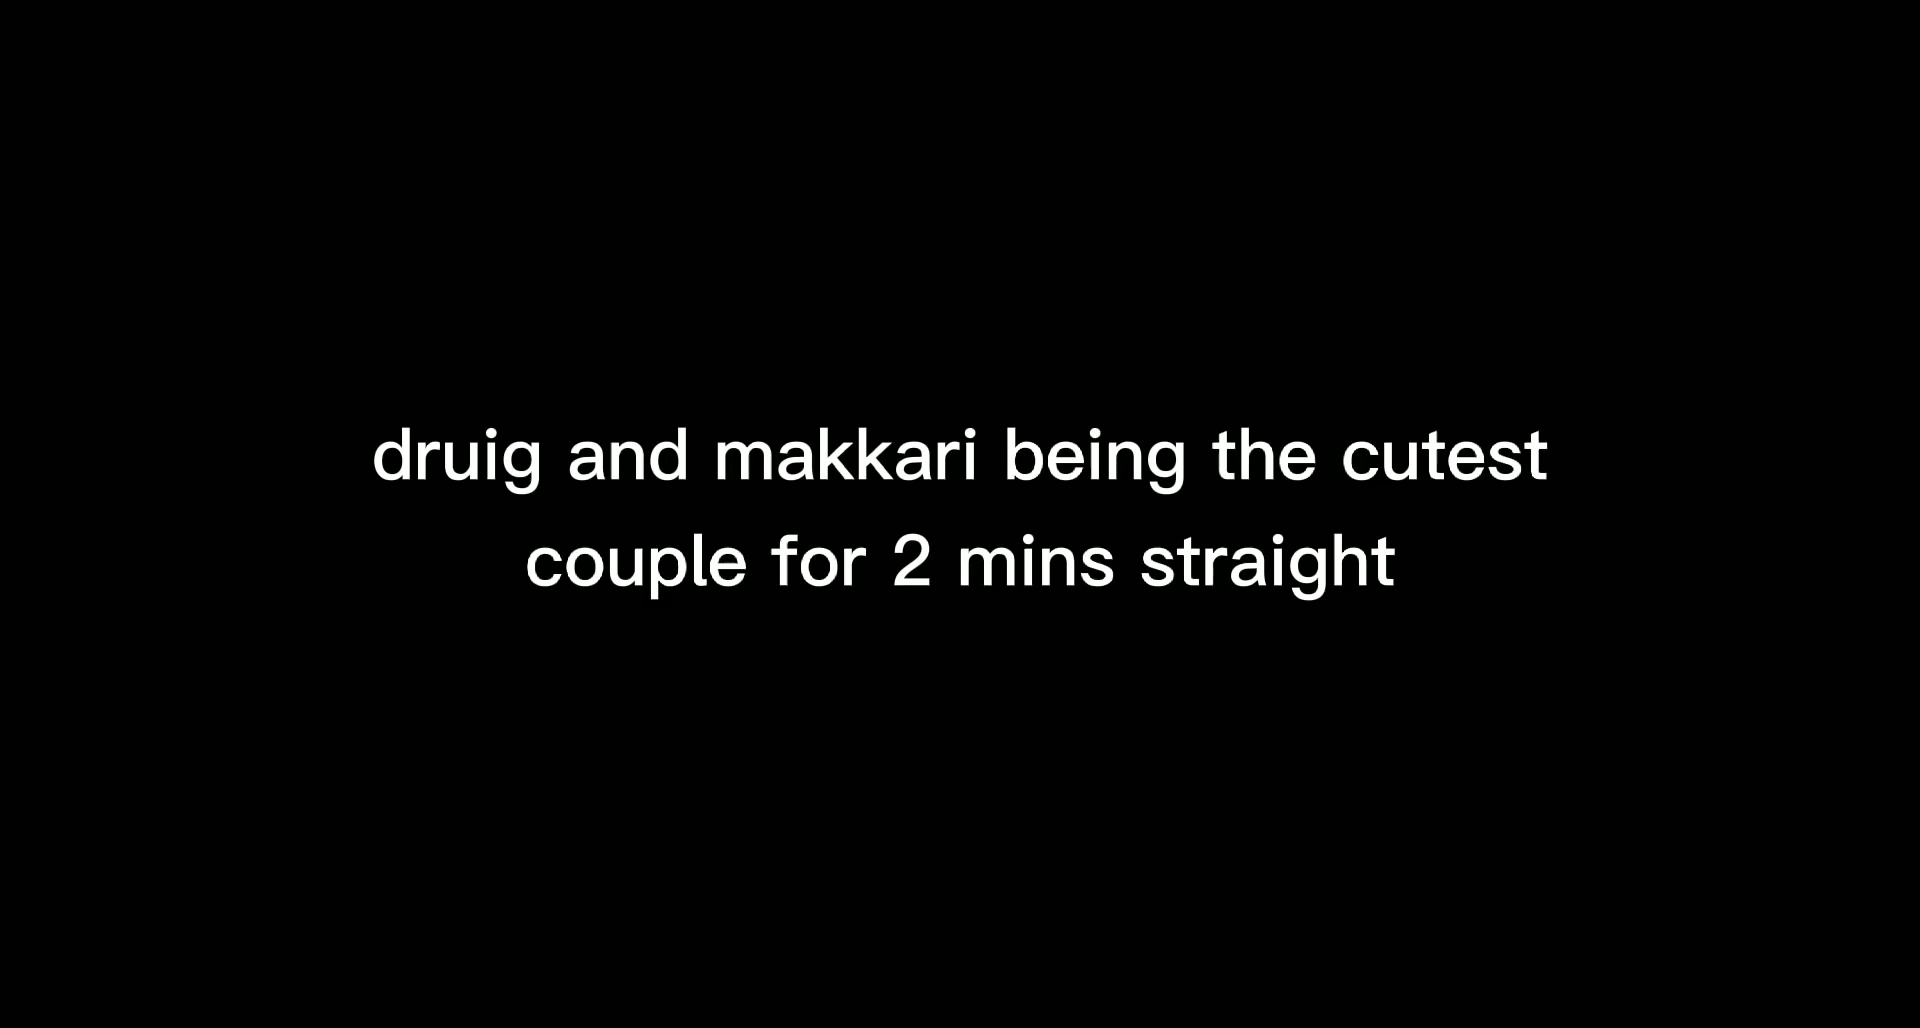 druig and makkari being the cutest
couple for 2 mins straight